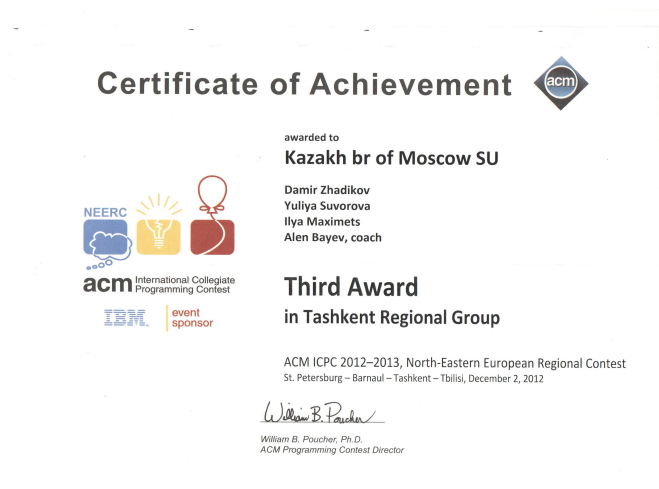 Certificate of Achievement
acm
awarded to
Kazakh br of Moscow SU
Damir Zhadikov
Yuliya Suvorova
Ilya Maximets
Alen Bayev, coach
NEERC
acm International Collegiate
Programming Contest
IBM. event
sponsor
Third Award
in Tashkent Regional Group
ACM ICPC 2012–2013, North-Eastern European Regional Contest
St. Petersburg – Barnaul – Tashkent – Tbilisi, December 2, 2012
William B. Poucher
William B. Poucher, Ph.D.
ACM Programming Contest Director